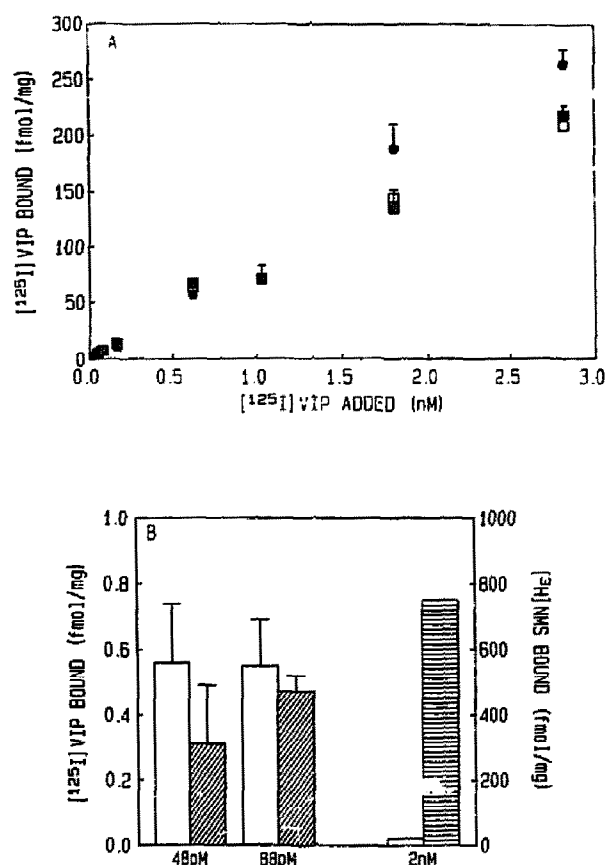 A
300
250
200
150
100
50
0
[¹²⁵I]VIP BOUND (fmol/mg)
0.0 0.5 1.0 1.5 2.0 2.5 3.0
[¹²⁵I]VIP ADDED (nM)
B
1.0
0.8
0.6
0.4
0.2
0.0
[¹²⁵I]VIP BOUND (fmol/mg)
1000
800
600
400
200
0
[³H]NMS BOUND (fmol/mg)
48pM 88pM 2nM